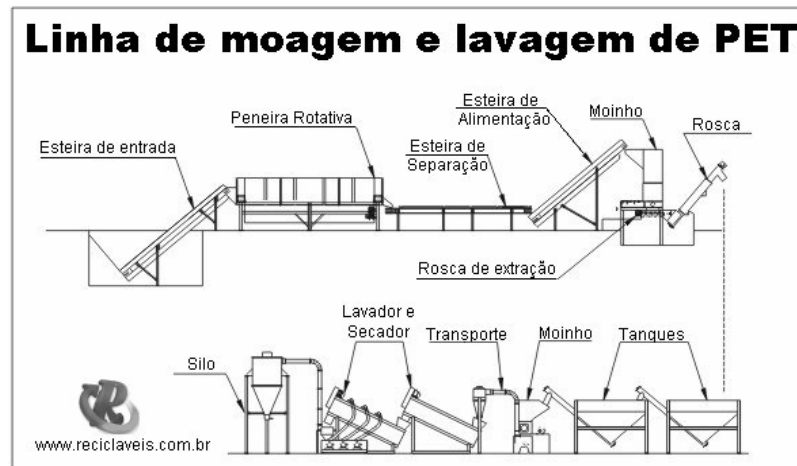 Linha de moagem e lavagem de PET
Esteira de entrada
Peneira Rotativa
Esteira de
Separação
Esteira de
Alimentação
Moinho
Rosca
Rosca de extração
Silo
Lavador e
Secador
Transporte
Moinho
Tanques
R
www.reciclaveis.com.br